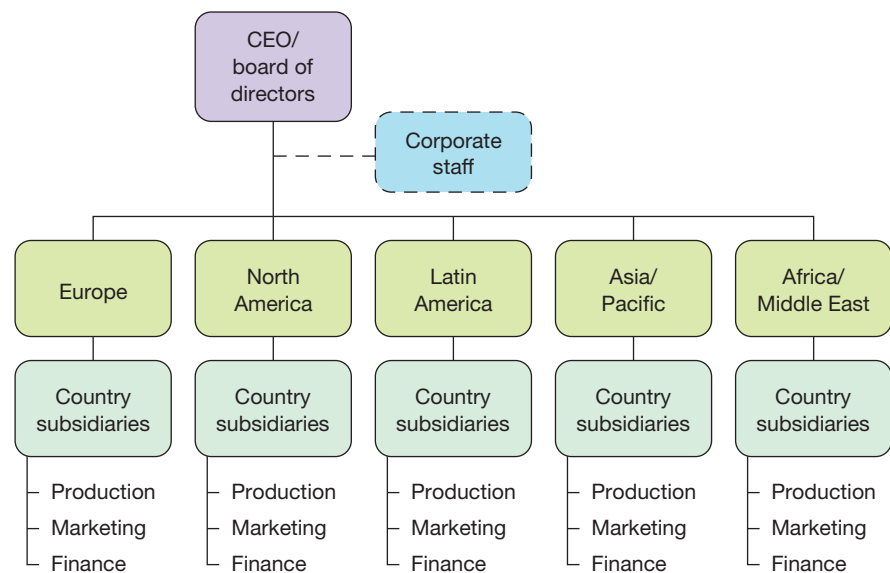 CEO/
board of
directors
Corporate
staff
Europe
North
America
Latin
America
Asia/
Pacific
Africa/
Middle East
Country
subsidiaries
Country
subsidiaries
Country
subsidiaries
Country
subsidiaries
Country
subsidiaries
Production
Marketing
Finance
Production
Marketing
Finance
Production
Marketing
Finance
Production
Marketing
Finance
Production
Marketing
Finance